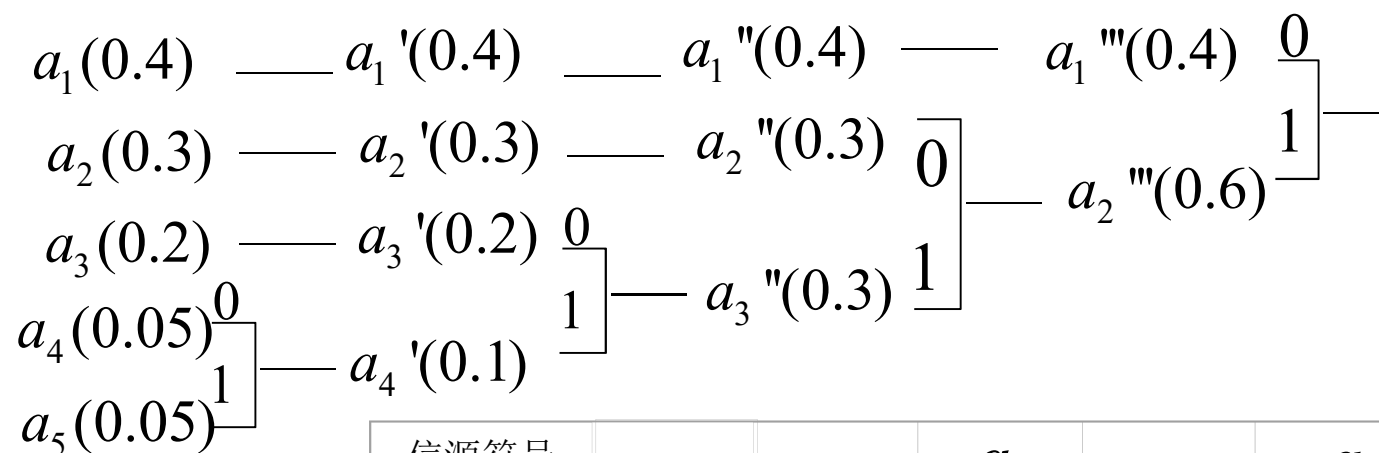 a₁(0.4) a₁'(0.4) a₁''(0.4) a₁'''(0.4) 0
a₂(0.3) a₂'(0.3) a₂''(0.3) 0 1
a₂'''(0.6)
a₃(0.2) a₃'(0.2) 0
a₃''(0.3) 1
a₄(0.05) 0 1
a₄'(0.1)
a₅(0.05) 1
信源符号